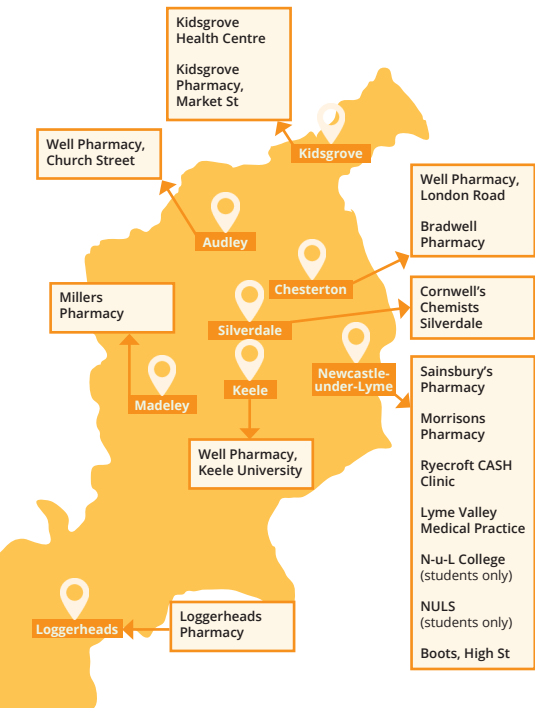 Kidsgrove
Health Centre
Kidsgrove
Pharmacy,
Market St
Kidsgrove
Well Pharmacy,
Church Street
Audley
Well Pharmacy,
London Road
Bradwell
Pharmacy
Chesterton
Millers
Pharmacy
Cornwell's
Chemists
Silverdale
Silverdale
Newcastle-
under-Lyme
Madeley
Keele
Sainsbury's
Pharmacy
Morrisons
Pharmacy
Ryecroft CASH
Clinic
Lyme Valley
Medical Practice
N-u-L College
(students only)
NULS
(students only)
Boots, High St
Well Pharmacy,
Keele University
Loggerheads
Loggerheads
Pharmacy